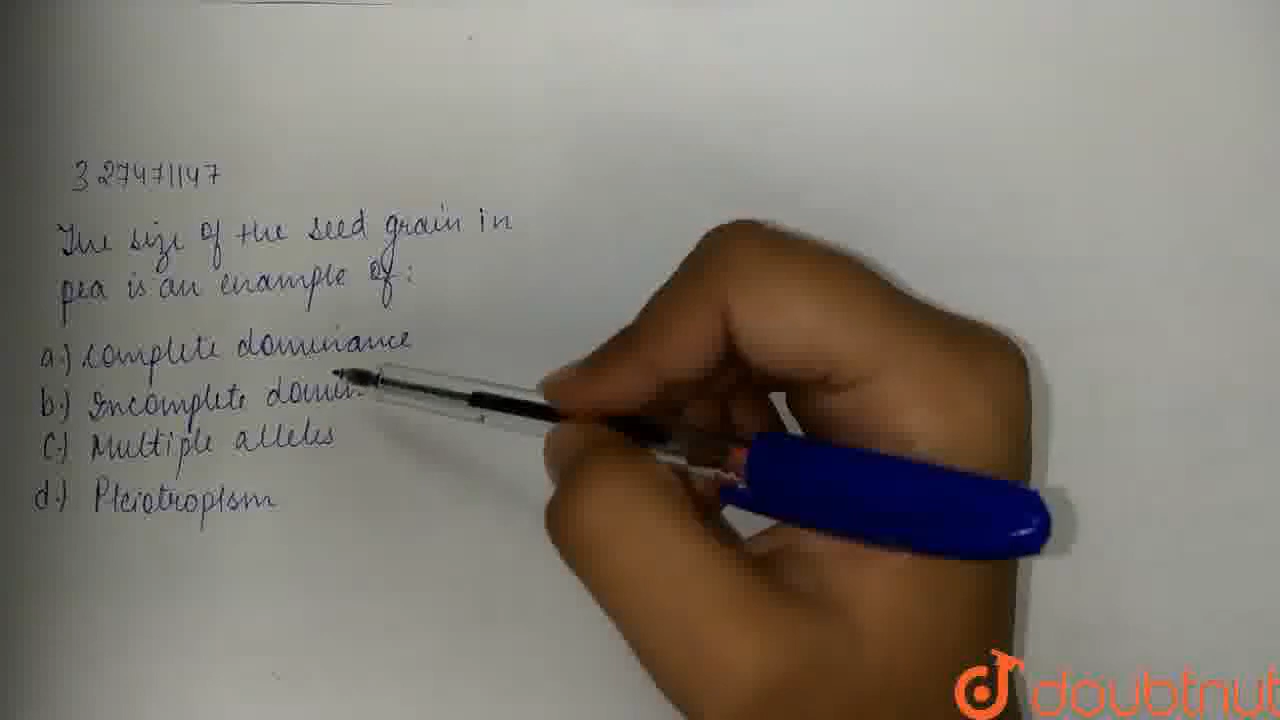 327471147
The size of the seed grain in
pea is an example of:
a.) Complete dominance
b.) Incomplete
c.) Multiple alleles
d.) Pleiotropism
doubtnut